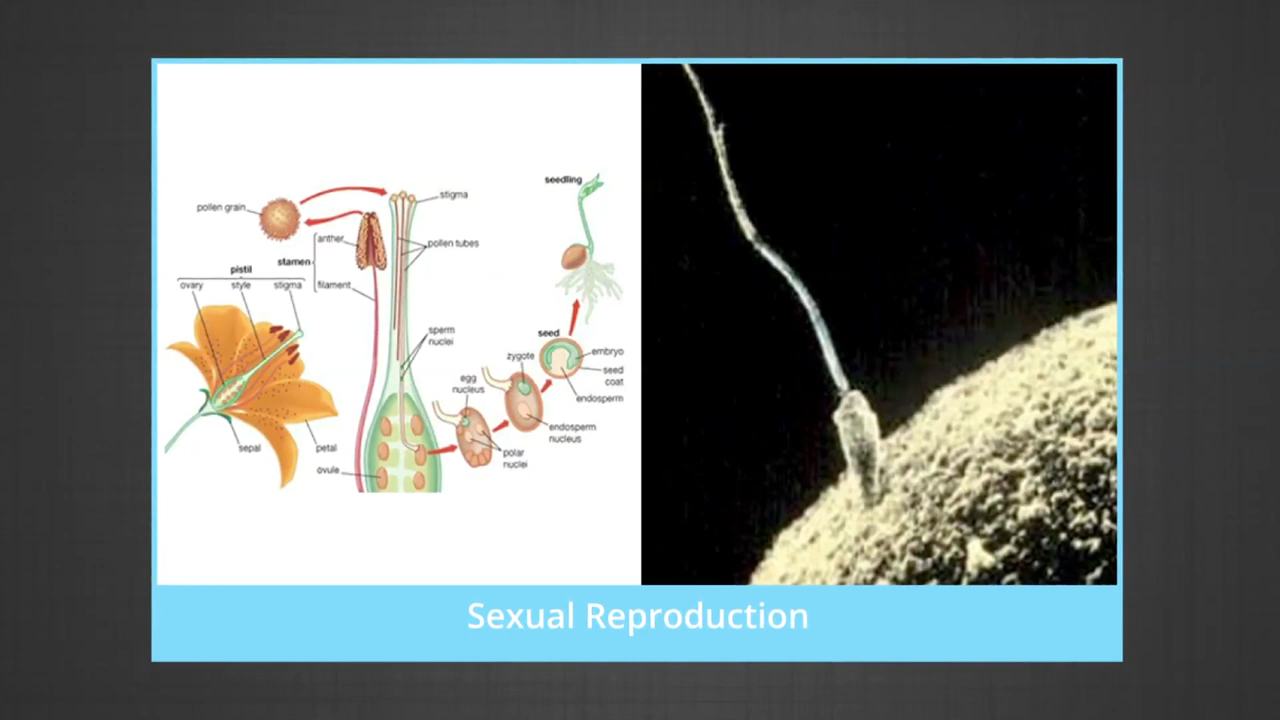 seedling
pollen grain
stigma
anther
pollen tubes
stamen
pistil
ovary
style
stigma
filament
sperm
nuclei
seed
zygote
embryo
seed
coat
egg
nucleus
endosperm
endosperm
nucleus
sepal
petal
polar
nuclei
ovule
Sexual Reproduction